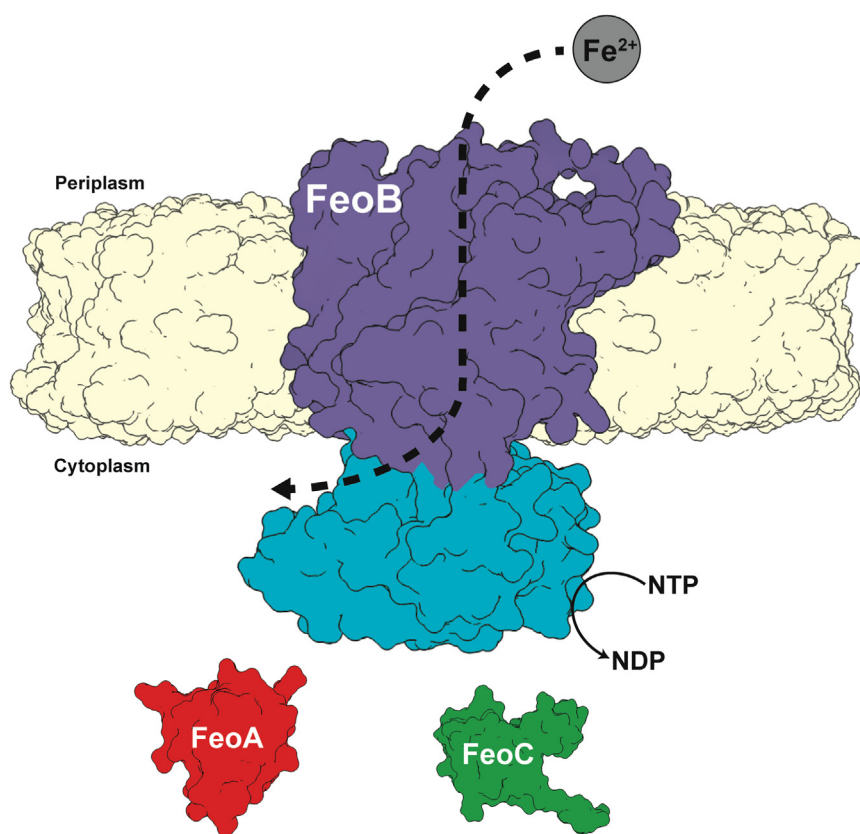 Fe²⁺
Periplasm
FeoB
Cytoplasm
NTP
NDP
FeoA
FeoC